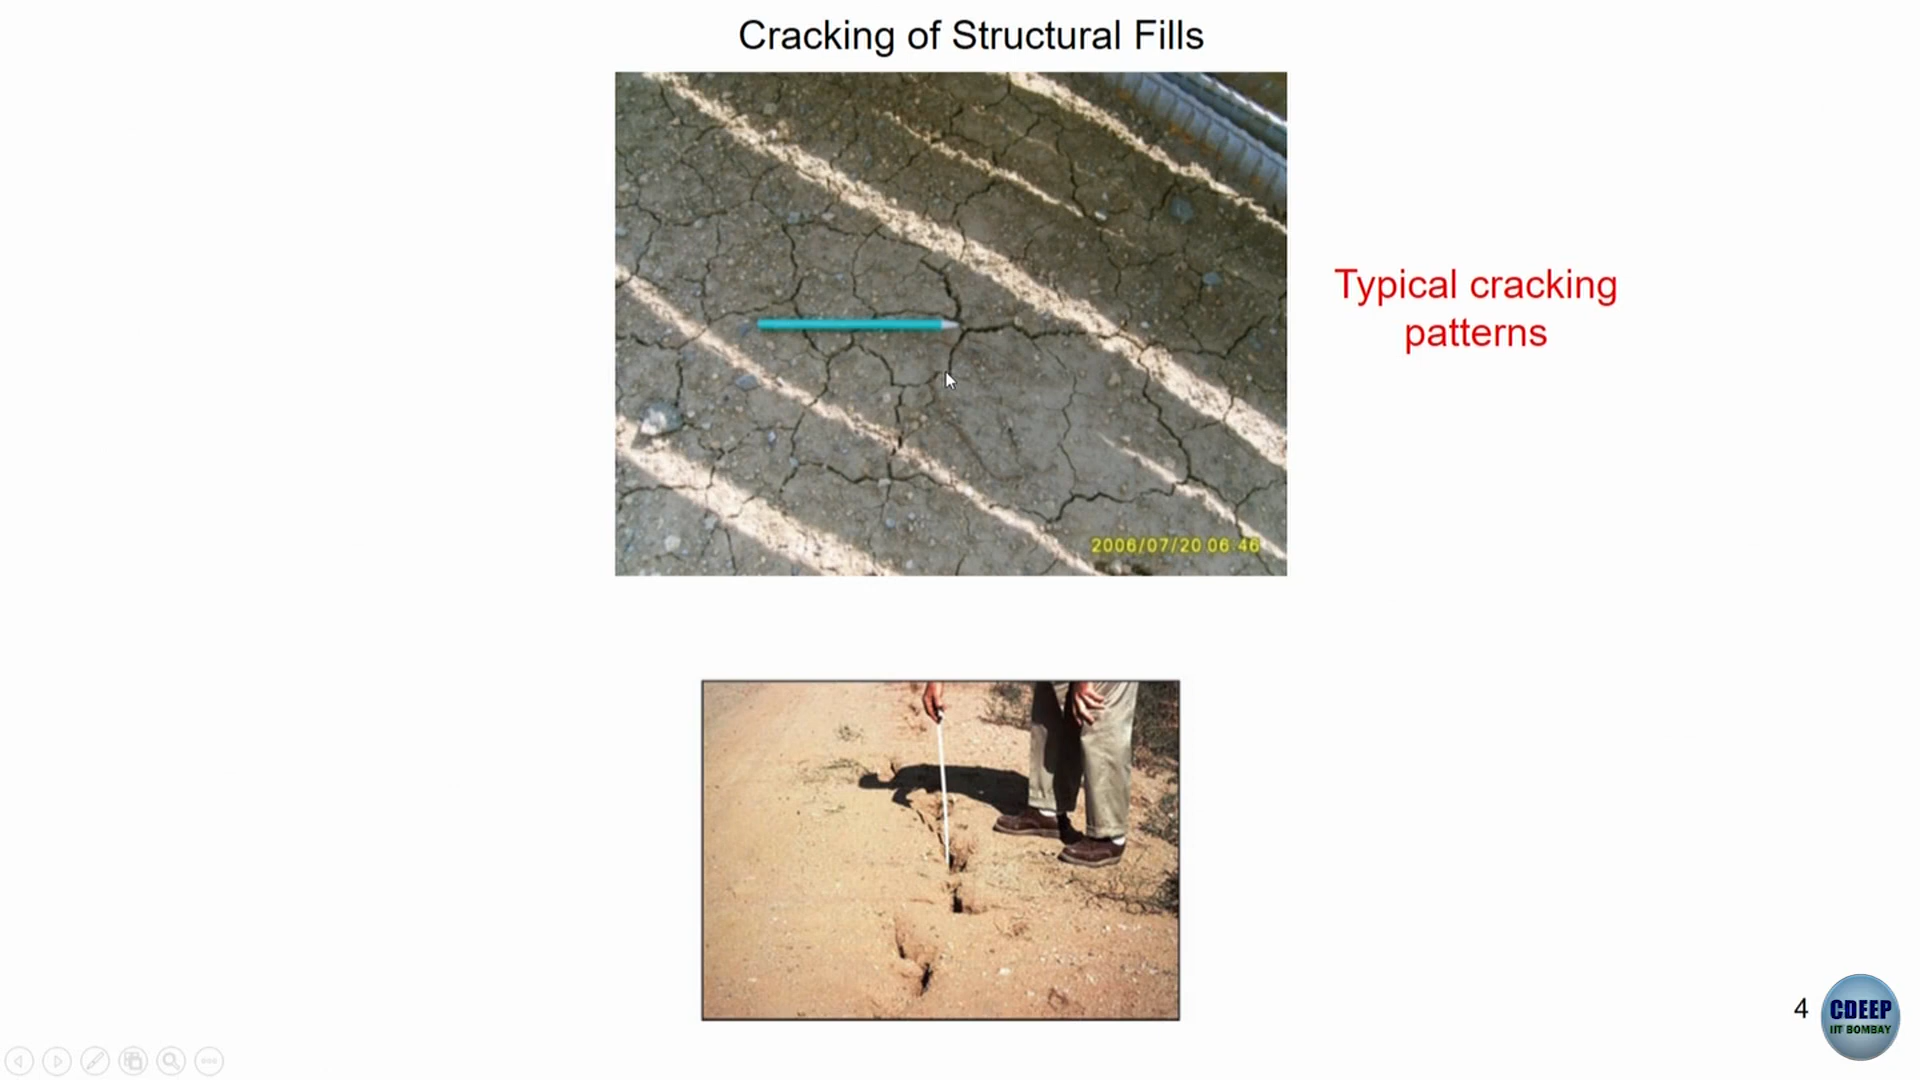 Cracking of Structural Fills
Typical cracking
patterns
2006/07/20 06:46
4
CDEEP
IIT BOMBAY